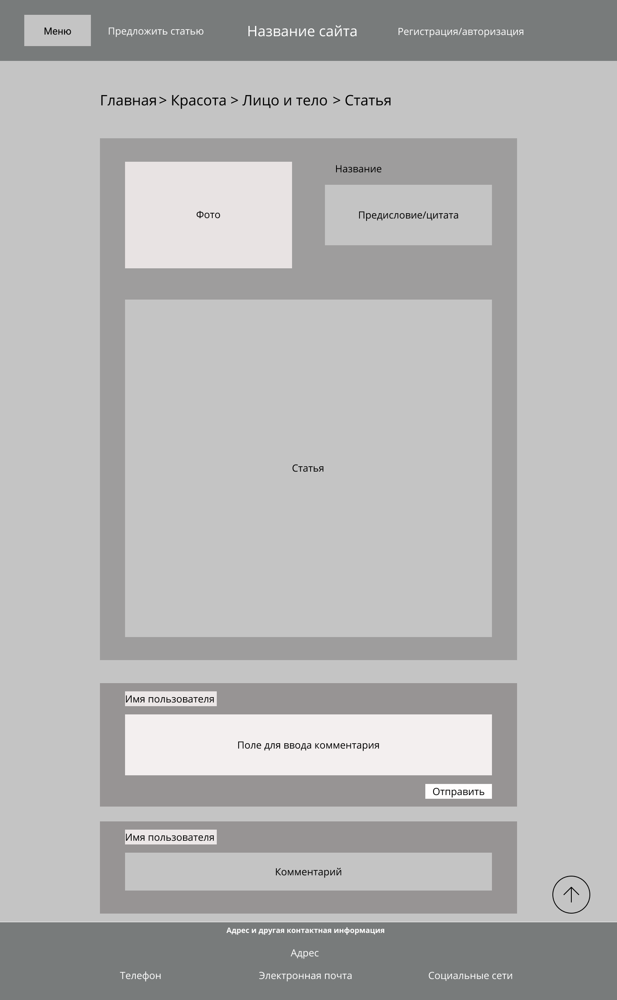 Меню
Предложить статью
Название сайта
Регистрация/авторизация
Главная > Красота > Лицо и тело > Статья
Фото
Название
Предисловие/цитата
Статья
Имя пользователя
Поле для ввода комментария
Отправить
Имя пользователя
Комментарий
Адрес и другая контактная информация
Адрес
Телефон
Электронная почта
Социальные сети